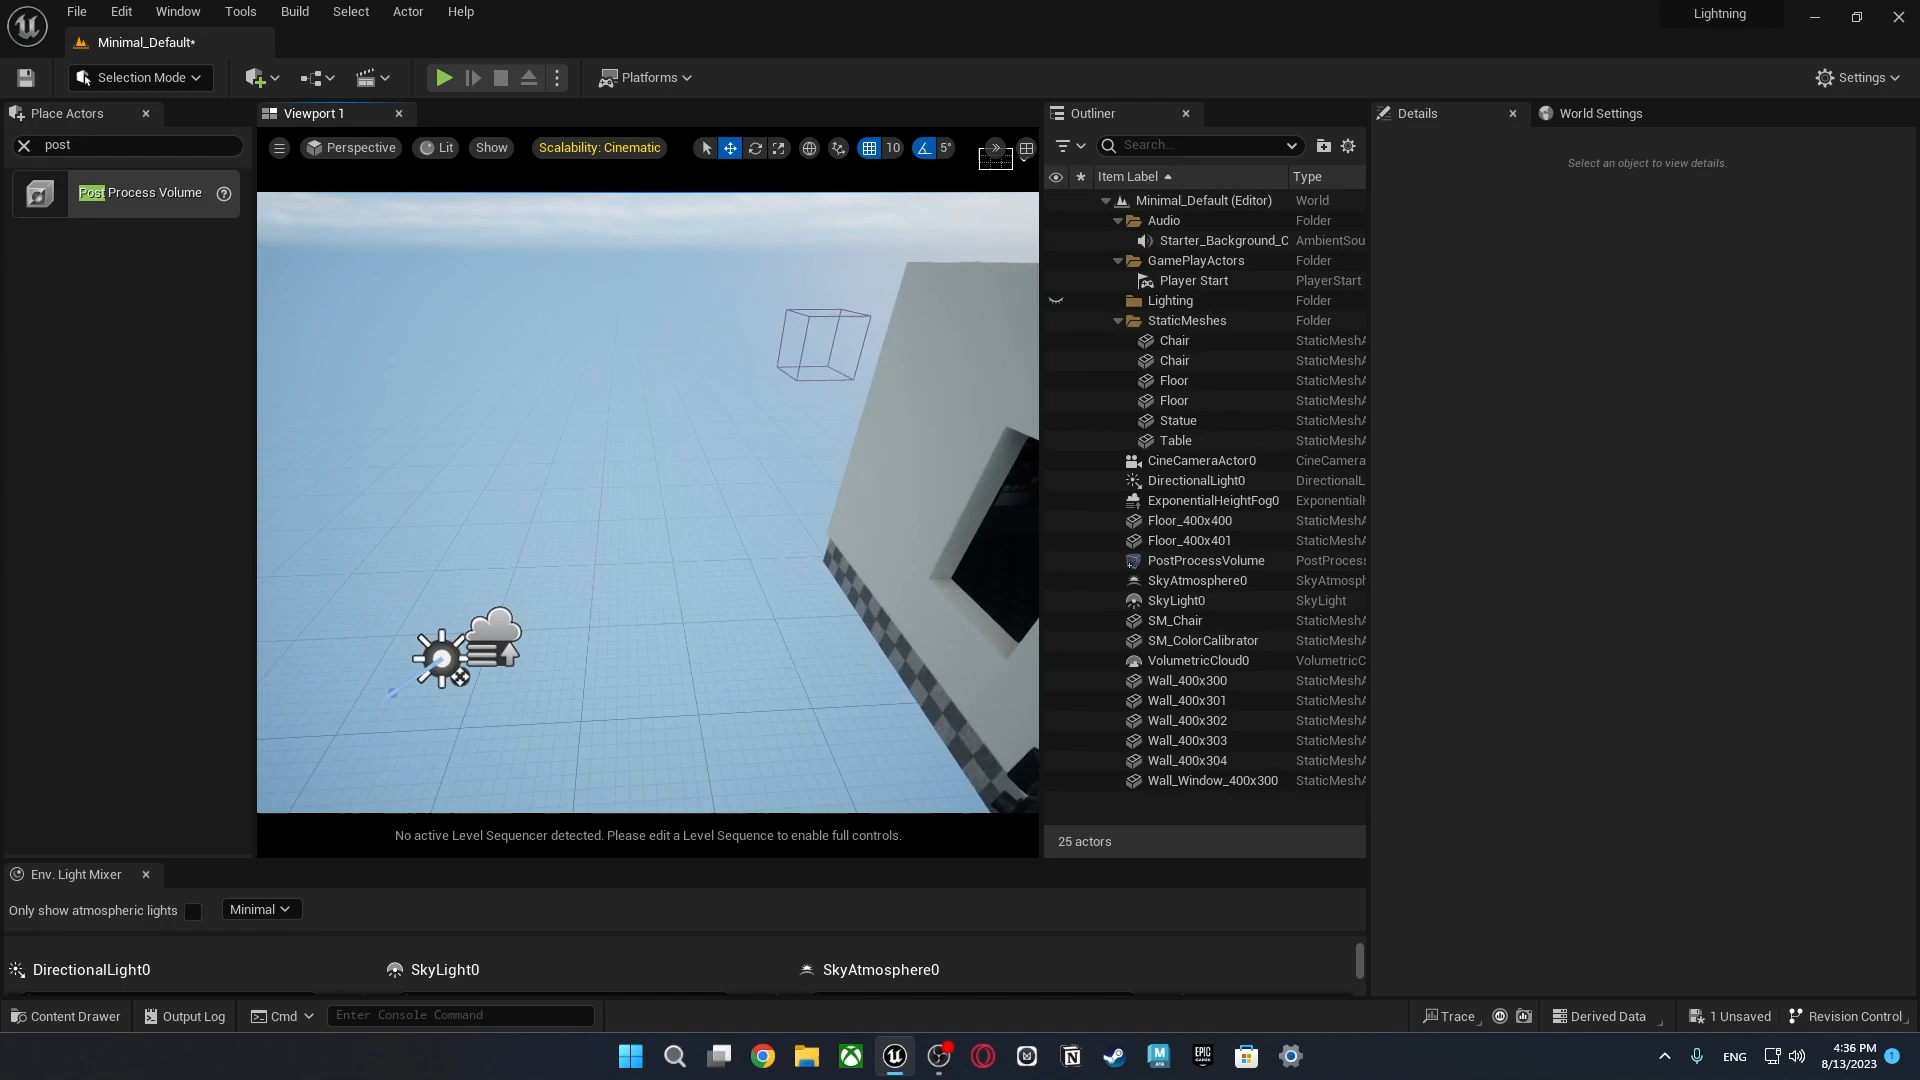 File Edit Window Tools Build Select Actor Help
Lightning
Minimal_Default*
Selection Mode
Platforms
Settings
Place Actors
post
Post Process Volume
Viewport 1
Perspective
Lit
Show
Scalability: Cinematic
10
5°
No active Level Sequencer detected. Please edit a Level Sequence to enable full controls.
Outliner
Search...
Item Label Type
Minimal_Default (Editor) World
Audio Folder
Starter_Background_C AmbientSou
GamePlayActors Folder
Player Start PlayerStart
Lighting Folder
StaticMeshes Folder
Chair StaticMeshA
Chair StaticMeshA
Floor StaticMeshA
Floor StaticMeshA
Statue StaticMeshA
Table StaticMeshA
CineCameraActor0 CineCamera
DirectionalLight0 DirectionalL
ExponentialHeightFog0 ExponentialH
Floor_400x400 StaticMeshA
Floor_400x401 StaticMeshA
PostProcessVolume PostProcess
SkyAtmosphere0 SkyAtmosph
SkyLight0 SkyLight
SM_Chair StaticMeshA
SM_ColorCalibrator StaticMeshA
VolumetricCloud0 VolumetricC
Wall_400x300 StaticMeshA
Wall_400x301 StaticMeshA
Wall_400x302 StaticMeshA
Wall_400x303 StaticMeshA
Wall_400x304 StaticMeshA
Wall_Window_400x300 StaticMeshA
25 actors
Details
World Settings
Select an object to view details.
Env. Light Mixer
Only show atmospheric lights
Minimal
DirectionalLight0
SkyLight0
SkyAtmosphere0
Content Drawer
Output Log
Cmd
Enter Console Command
Trace
Derived Data
1 Unsaved
Revision Control
ENG
4:36 PM
8/13/2023
1